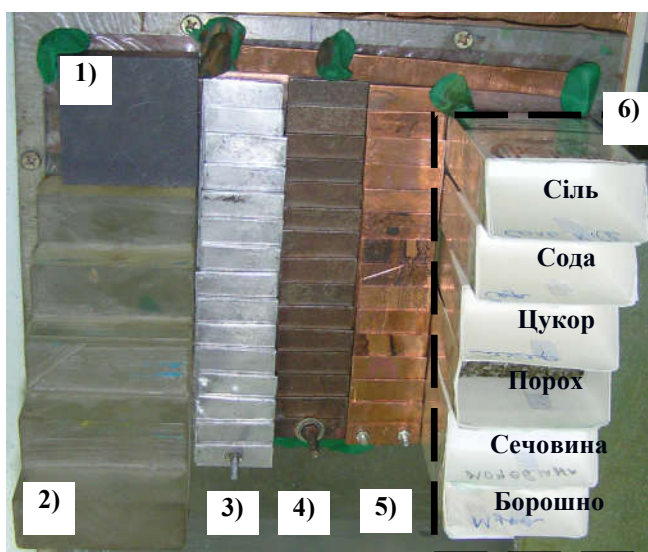 1)
6)
Сіль
Сода
Цукор
Порох
Сечовина
Борошно
2)
3)
4)
5)